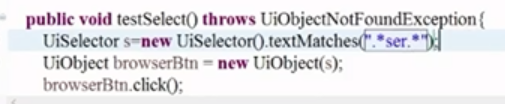 public void testSelect() throws UiObjectNotFoundException{
UiSelector s=new UiSelector().textMatches(".*ser.*");
UiObject browserBtn = new UiObject(s);
browserBtn.click();